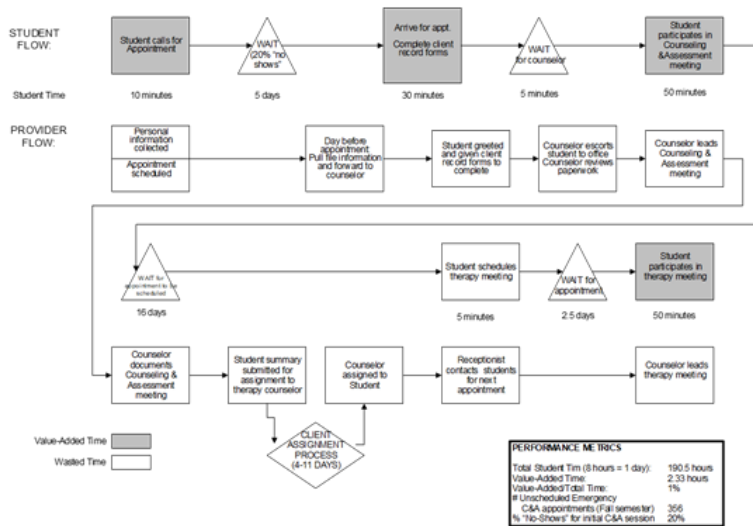 STUDENT
FLOW:
Student calls for
Appointment
WAIT
(20% "no
shows")
Arrive for appt.
Complete client
record forms
WAIT
for counselor
Student
participates in
Counseling
&Assessment
meeting
Student Time
10 minutes
5 days
30 minutes
5 minutes
50 minutes
PROVIDER
FLOW:
Personal
information
collected
Appointment
scheduled
Day before
appointment:
Pull file information
and forward to
counselor
Student greeted
and given client
record forms to
complete
Counselor escorts
student to office
Counselor reviews
paperwork
Counselor leads
Counseling &
Assessment
meeting
WAIT for
appointment to be
scheduled
Student schedules
therapy meeting
WAIT for
appointment
Student
participates in
therapy meeting
16 days
5 minutes
2.5 days
50 minutes
Counselor
documents
Counseling &
Assessment
meeting
Student summary
submitted for
assignment to
therapy counselor
Counselor
assigned to
Student
Receptionist
contacts students
for next
appointment
Counselor leads
therapy meeting
CLIENT
ASSIGNMENT
PROCESS
(4-11 DAYS)
Value-Added Time
Wasted Time
PERFORMANCE METRICS
Total Student Tim (8 hours = 1 day): 190.5 hours
Value-Added Time: 2.33 hours
Value-Added/Total Time: 1%
# Unscheduled Emergency
C&A appointments (Fall semester) 356
% "No-Shows" for initial C&A session 20%